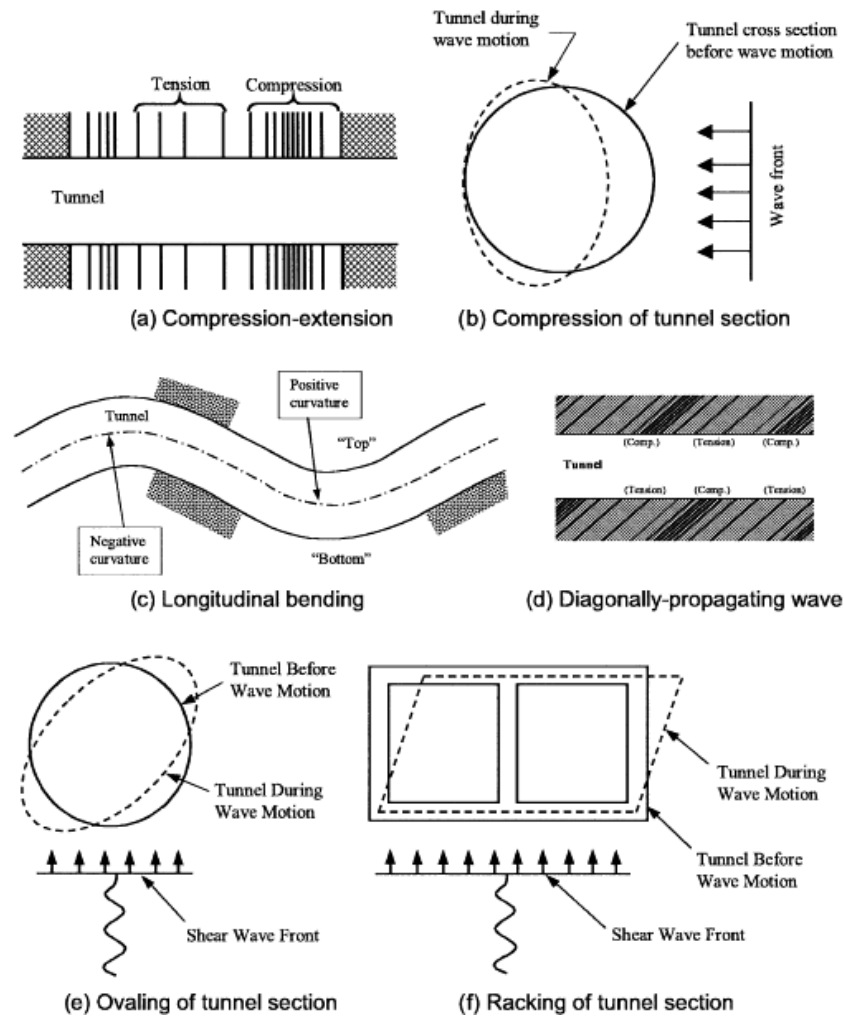 Tension
Compression
Tunnel
(a) Compression-extension
Tunnel during
wave motion
Tunnel cross section
before wave motion
Wave front
(b) Compression of tunnel section
Tunnel
Positive
curvature
"Top"
Negative
curvature
"Bottom"
(c) Longitudinal bending
(Comp.) (Tension) (Comp.)
Tunnel
(Tension) (Comp.) (Tension)
(d) Diagonally-propagating wave
Tunnel Before
Wave Motion
Tunnel During
Wave Motion
Shear Wave Front
(e) Ovaling of tunnel section
Tunnel During
Wave Motion
Tunnel Before
Wave Motion
Shear Wave Front
(f) Racking of tunnel section